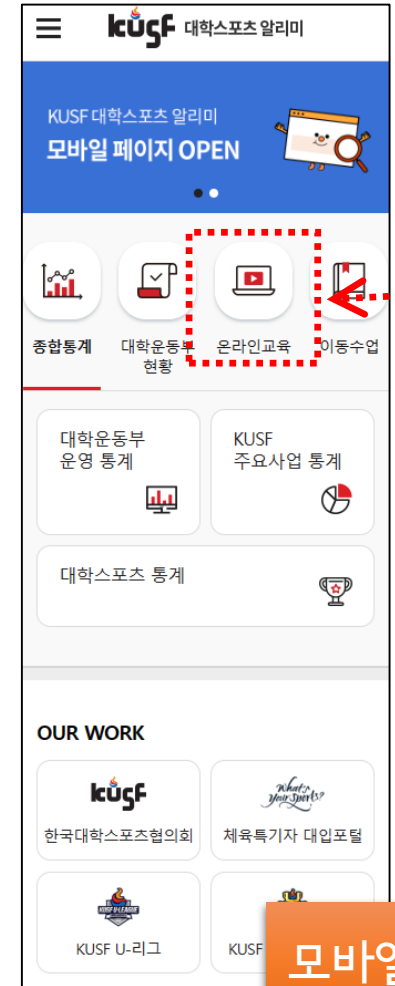 kusf 대학스포츠 알리미
KUSF 대학스포츠 알리미
모바일 페이지 OPEN
종합통계 대학운동부 현황 온라인교육 이동수업
대학운동부
운영 통계
KUSF
주요사업 통계
대학스포츠 통계
OUR WORK
kusf
한국대학스포츠협의회
What's
Your Sports?
체육특기자 대입포털
KUSF U-LEAGUE
KUSF U-리그
KUSF
모바일